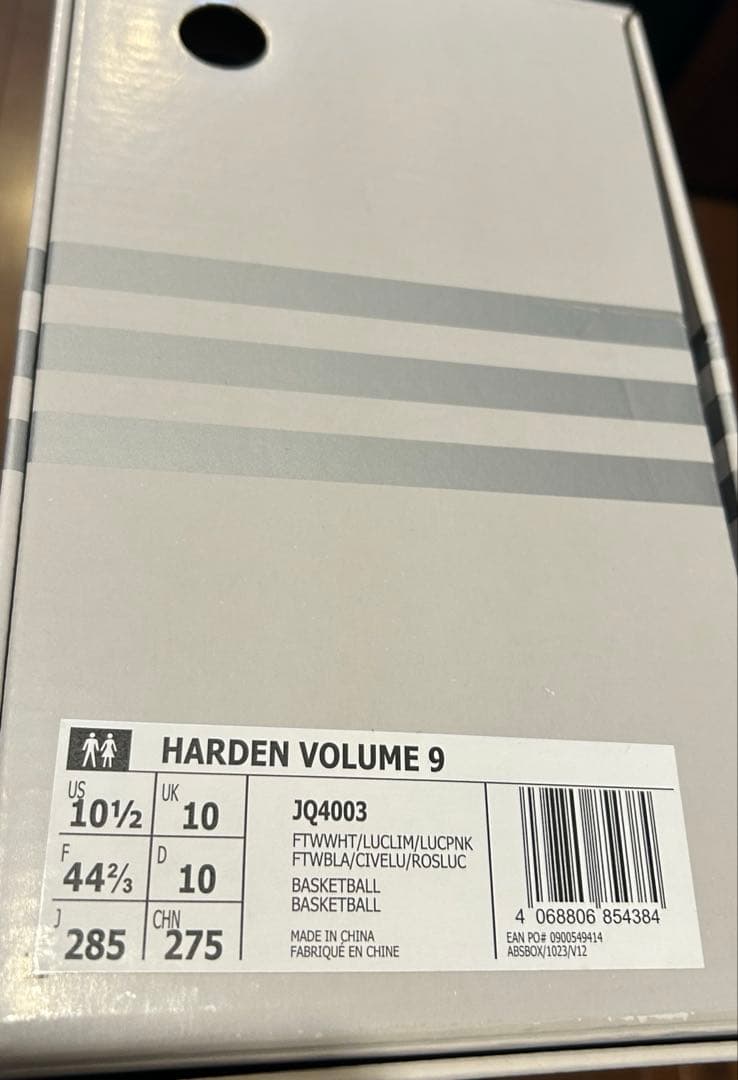 HARDEN VOLUME 9
US 10½ UK 10
F 44⅔ D 10
J 285 CHN 275
JQ4003
FTWWHT/LUCLIM/LUCPNK
FTWBLA/CIVELU/ROSLUC
BASKETBALL
BASKETBALL
MADE IN CHINA
FABRIQUÉ EN CHINE
4 068806 854384
EAN PO# 0900549414
ABSBOX/1023/V12